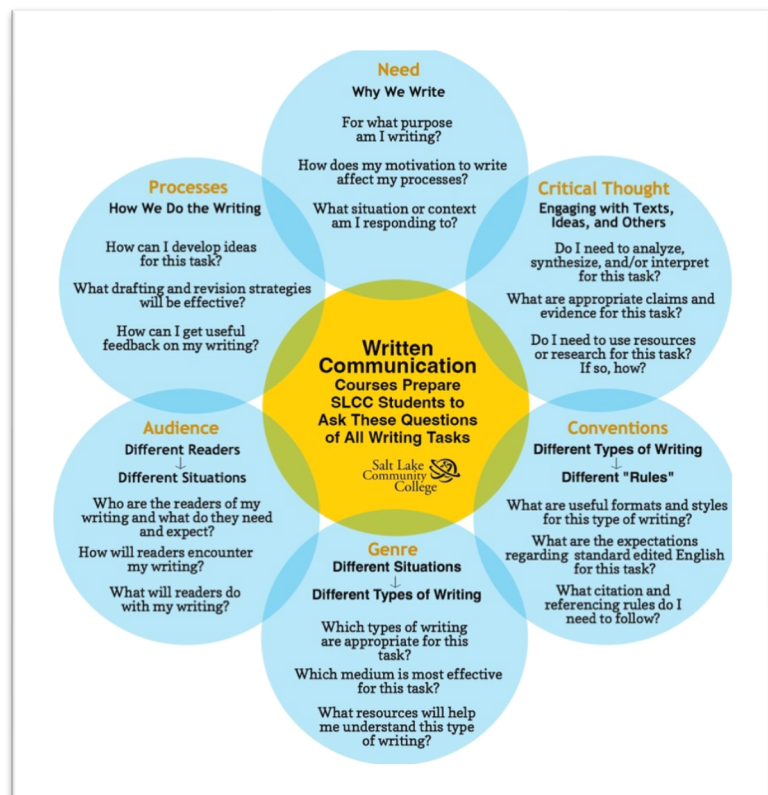 Need
Why We Write
For what purpose
am I writing?
How does my motivation to write
affect my processes?
What situation or context
am I responding to?
Critical Thought
Engaging with Texts,
Ideas, and Others
Do I need to analyze,
synthesize, and/or interpret
for this task?
What are appropriate claims and
evidence for this task?
Do I need to use resources
or research for this task?
If so, how?
Conventions
Different Types of Writing
↓
Different "Rules"
What are useful formats and styles
for this type of writing?
What are the expectations
regarding standard edited English
for this task?
What citation and
referencing rules do I
need to follow?
Genre
Different Situations
↓
Different Types of Writing
Which types of writing
are appropriate for this
task?
Which medium is most effective
for this task?
What resources will help
me understand this type
of writing?
Audience
Different Readers
↓
Different Situations
Who are the readers of my
writing and what do they need
and expect?
How will readers encounter
my writing?
What will readers do
with my writing?
Processes
How We Do the Writing
How can I develop ideas
for this task?
What drafting and revision strategies
will be effective?
How can I get useful
feedback on my writing?
Written
Communication
Courses Prepare
SLCC Students to
Ask These Questions
of All Writing Tasks
Salt Lake
Community
College